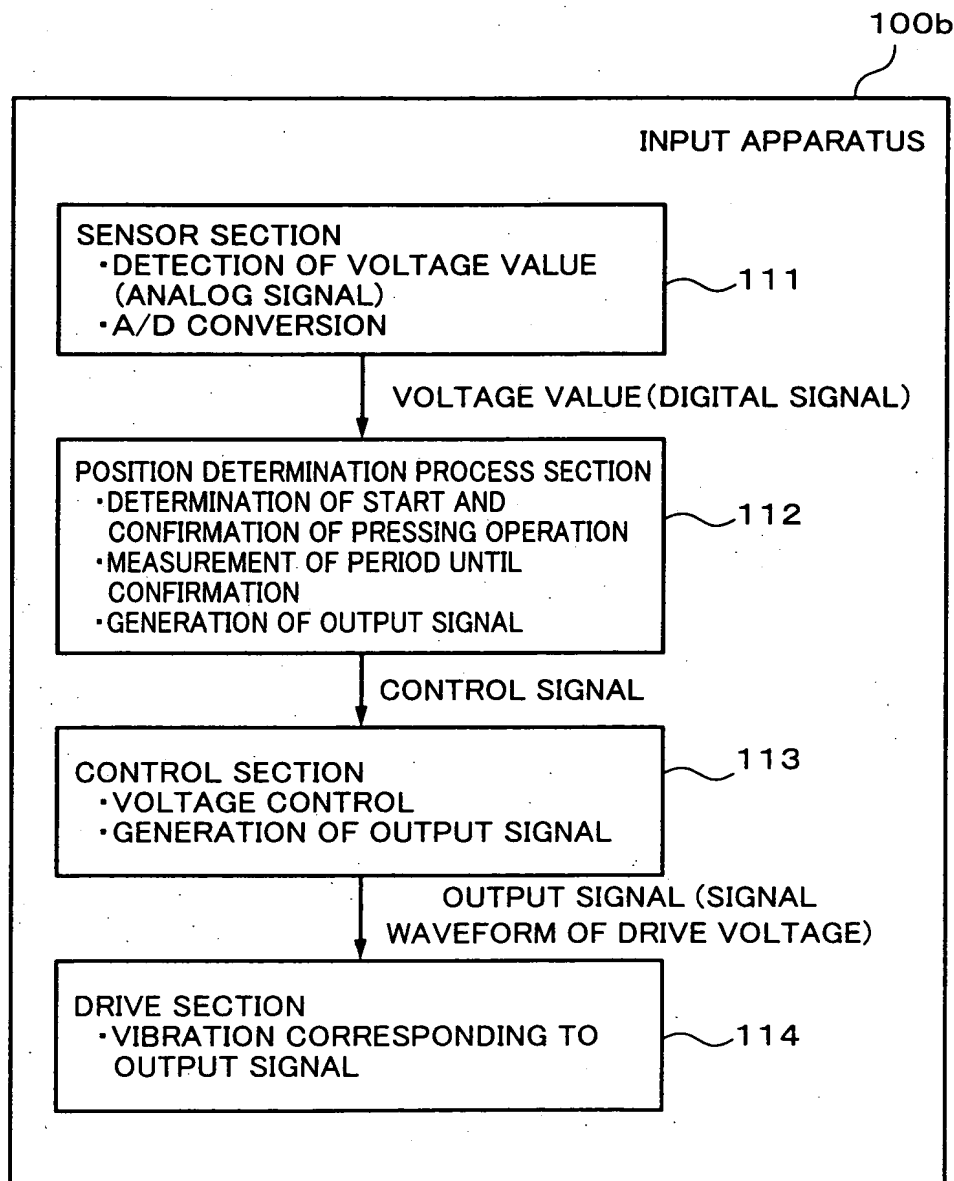 100b
INPUT APPARATUS
SENSOR SECTION
・DETECTION OF VOLTAGE VALUE
(ANALOG SIGNAL)
・A/D CONVERSION
111
VOLTAGE VALUE(DIGITAL SIGNAL)
POSITION DETERMINATION PROCESS SECTION
・DETERMINATION OF START AND
CONFIRMATION OF PRESSING OPERATION
・MEASUREMENT OF PERIOD UNTIL
CONFIRMATION
・GENERATION OF OUTPUT SIGNAL
112
CONTROL SIGNAL
CONTROL SECTION
・VOLTAGE CONTROL
・GENERATION OF OUTPUT SIGNAL
113
OUTPUT SIGNAL (SIGNAL
WAVEFORM OF DRIVE VOLTAGE)
DRIVE SECTION
・VIBRATION CORRESPONDING TO
OUTPUT SIGNAL
114